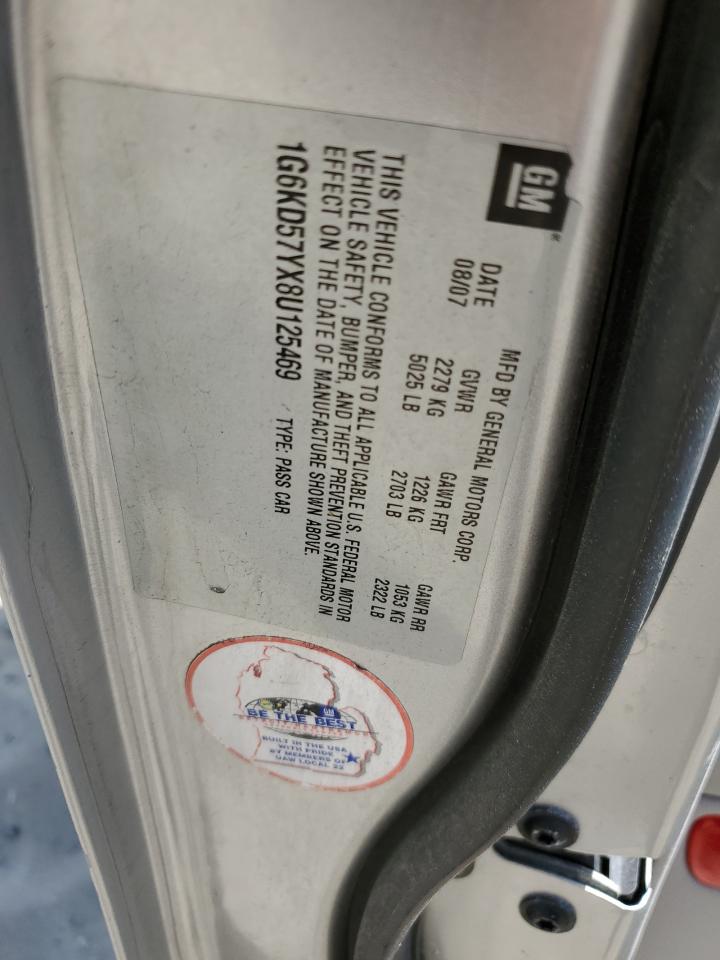 GM
MFD BY GENERAL MOTORS CORP.
DATE GVWR GAWR FRT GAWR RR
08/07 2279 KG 1226 KG 1053 KG
5025 LB 2703 LB 2322 LB
THIS VEHICLE CONFORMS TO ALL APPLICABLE U.S. FEDERAL MOTOR
VEHICLE SAFETY, BUMPER, AND THEFT PREVENTION STANDARDS IN
EFFECT ON THE DATE OF MANUFACTURE SHOWN ABOVE.
1G6KD57YX8U125469 TYPE: PASS CAR
GM
BE THE BEST
BUILT IN THE USA
WITH PRIDE
BY MEMBERS OF
UAW LOCAL 22